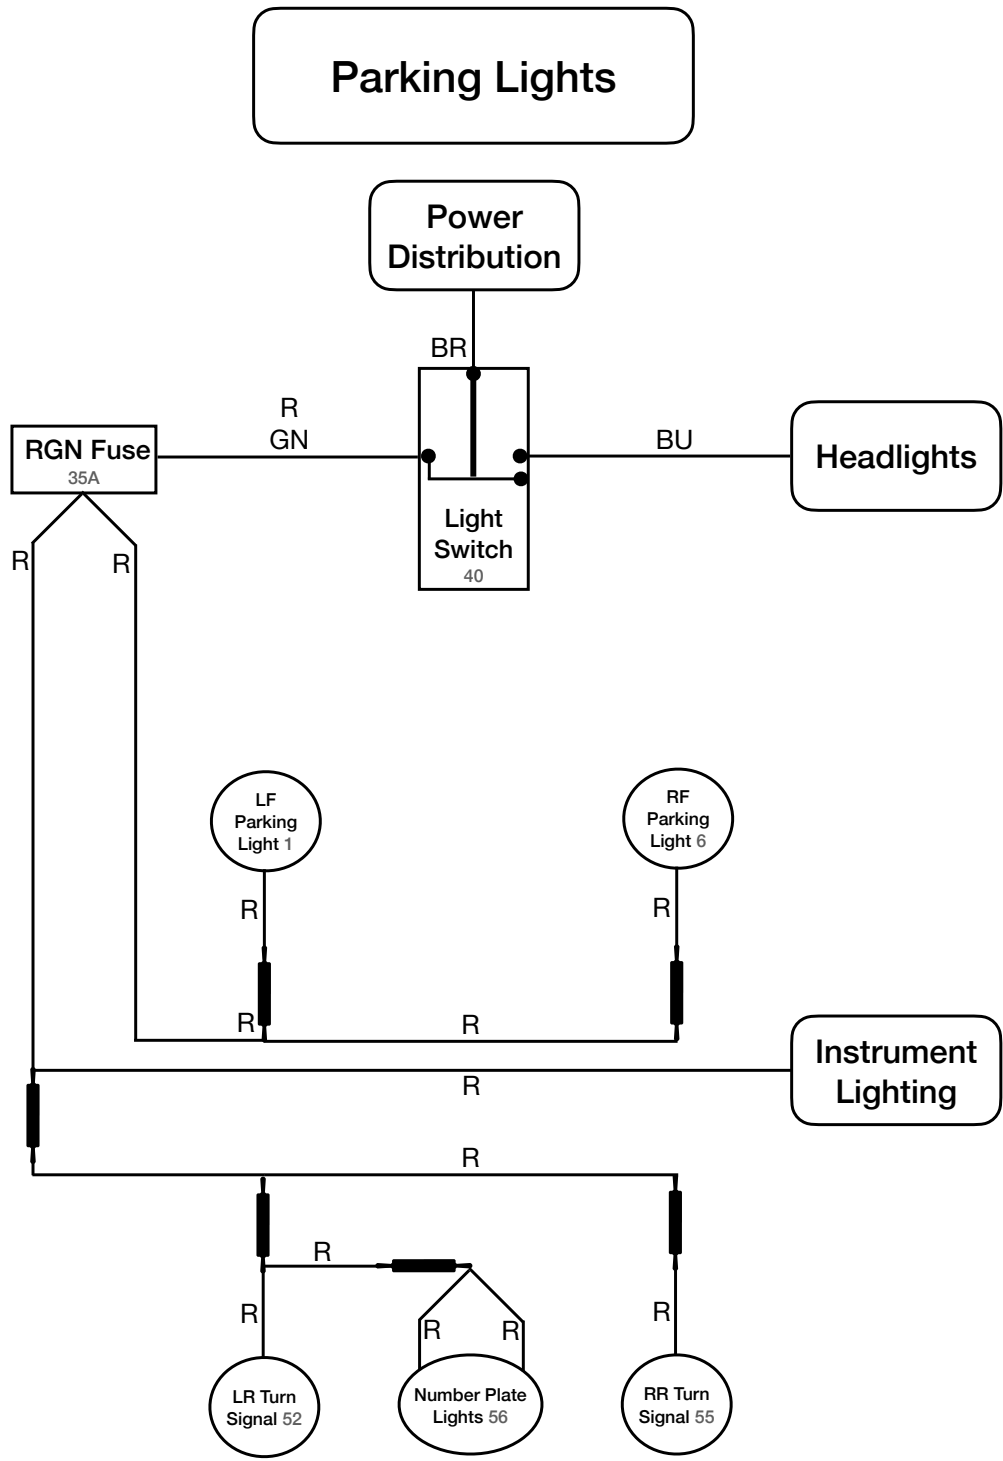 Parking Lights
Power
Distribution
BR
R
GN
BU
RGN Fuse
35A
Headlights
Light
Switch
40
R
R
LF
Parking
Light 1
RF
Parking
Light 6
R
R
R
R
Instrument
Lighting
R
R
R
R
R
R
R
LR Turn
Signal 52
Number Plate
Lights 56
RR Turn
Signal 55